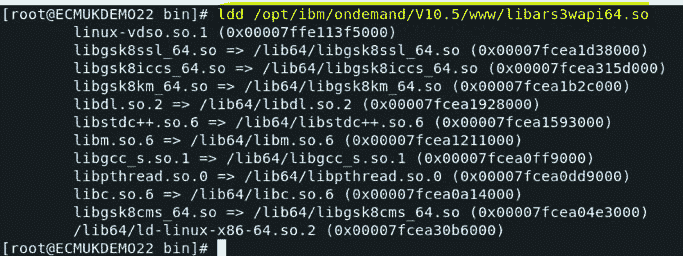 [root@ECMUKDEMO22 bin]# ldd /opt/ibm/ondemand/V10.5/www/libars3wapi64.so
linux-vdso.so.1 (0x00007ffe113f5000)
libgsk8ssl_64.so => /lib64/libgsk8ssl_64.so (0x00007fcea1d38000)
libgsk8iccs_64.so => /lib64/libgsk8iccs_64.so (0x00007fcea315d000)
libgsk8km_64.so => /lib64/libgsk8km_64.so (0x00007fcea1b2c000)
libdl.so.2 => /lib64/libdl.so.2 (0x00007fcea1928000)
libstdc++.so.6 => /lib64/libstdc++.so.6 (0x00007fcea1593000)
libm.so.6 => /lib64/libm.so.6 (0x00007fcea1211000)
libgcc_s.so.1 => /lib64/libgcc_s.so.1 (0x00007fcea0ff9000)
libpthread.so.0 => /lib64/libpthread.so.0 (0x00007fcea0dd9000)
libc.so.6 => /lib64/libc.so.6 (0x00007fcea0a14000)
libgsk8cms_64.so => /lib64/libgsk8cms_64.so (0x00007fcea04e3000)
/lib64/ld-linux-x86-64.so.2 (0x00007fcea30b6000)
[root@ECMUKDEMO22 bin]#